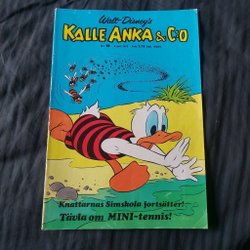 Walt Disney's
KALLE ANKA & C:O
Knattarnas Simskola fortsätter!
Tävla om MINI-tennis!